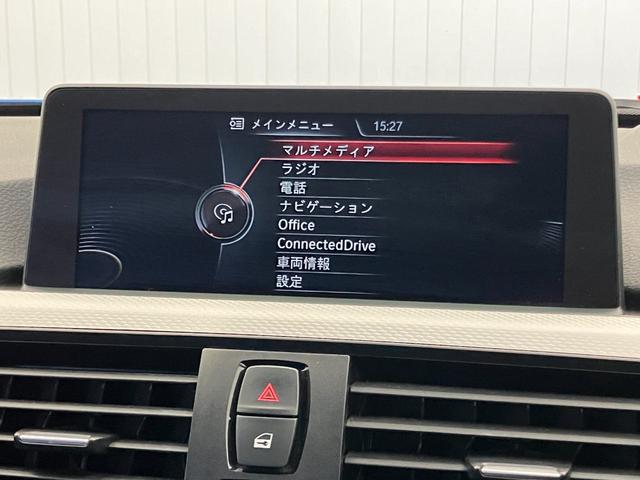 メインメニュー 15:27
マルチメディア
ラジオ
電話
ナビゲーション
Office
ConnectedDrive
車両情報
設定